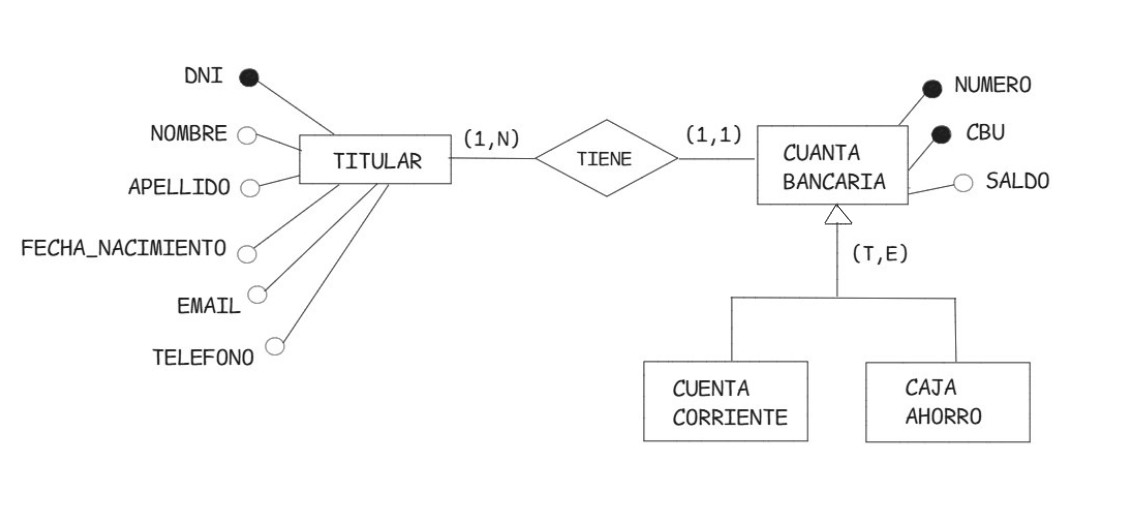 DNI
NOMBRE
APELLIDO
FECHA_NACIMIENTO
EMAIL
TELEFONO
TITULAR
(1,N)
TIENE
(1,1)
CUANTA
BANCARIA
NUMERO
CBU
SALDO
(T,E)
CUENTA
CORRIENTE
CAJA
AHORRO